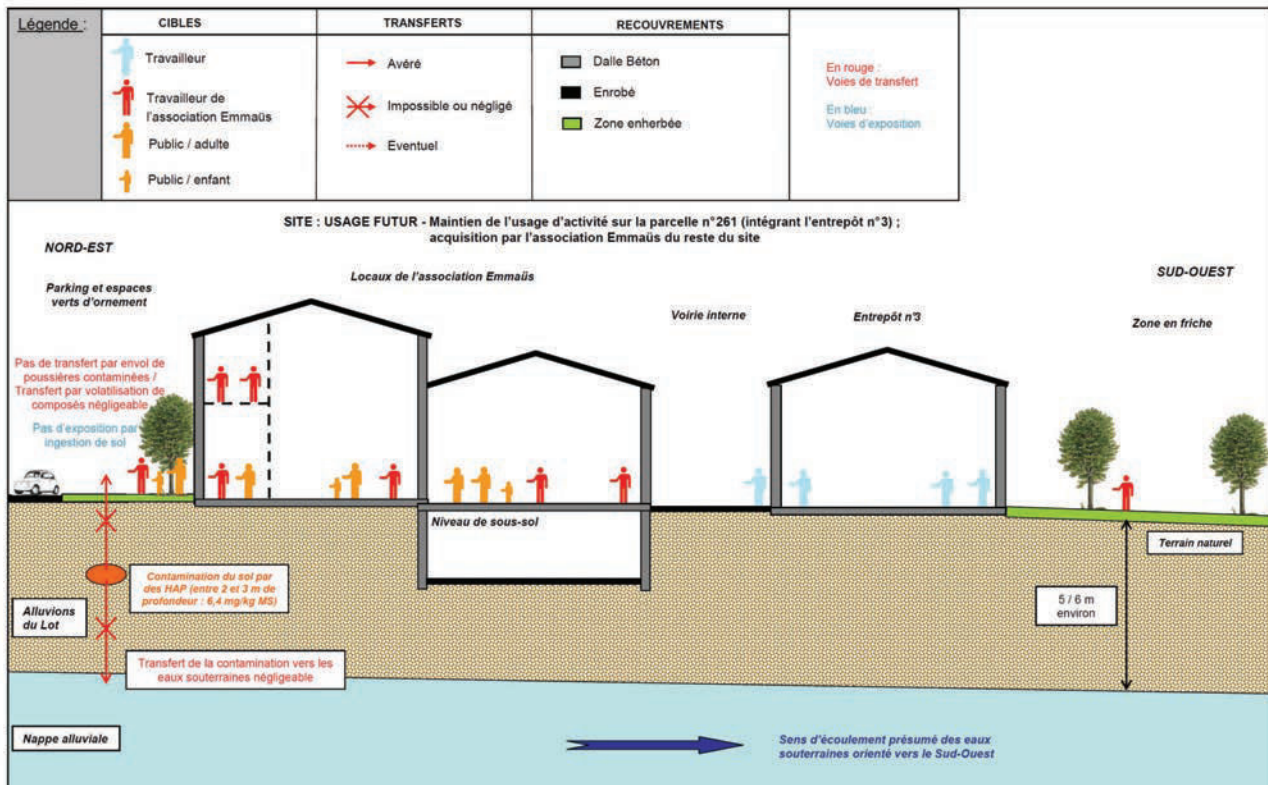 Légende :
CIBLES
Travailleur
Travailleur de
l'association Emmaüs
Public / adulte
Public / enfant
TRANSFERTS
Avéré
Impossible ou négligé
Eventuel
RECOUVREMENTS
Dalle Béton
Enrobé
Zone enherbée
En rouge :
Voies de transfert
En bleu :
Voies d'exposition
SITE : USAGE FUTUR - Maintien de l'usage d'activité sur la parcelle n°261 (intégrant l'entrepôt n°3) ;
acquisition par l'association Emmaüs du reste du site
NORD-EST
SUD-OUEST
Parking et espaces
verts d'ornement
Locaux de l'association Emmaüs
Voirie interne
Entrepôt n°3
Zone en friche
Pas de transfert par envol de
poussières contaminées /
Transfert par volatilisation de
composés négligeable
Pas d'exposition par
ingestion de sol
Niveau de sous-sol
Terrain naturel
Contamination du sol par
des HAP (entre 2 et 3 m de
profondeur : 6,4 mg/kg MS)
Alluvions
du Lot
5 / 6 m
environ
Transfert de la contamination vers les
eaux souterraines négligeable
Nappe alluviale
Sens d'écoulement présumé des eaux
souterraines orienté vers le Sud-Ouest